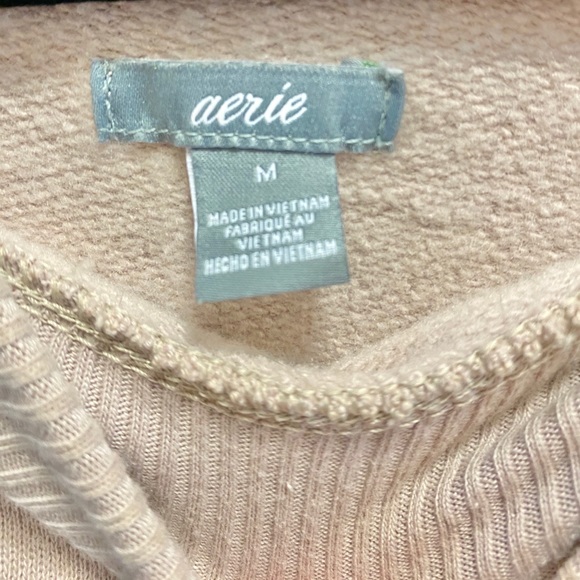 aerie
M
MADE IN VIETNAM
FABRIQUÉ AU
VIETNAM
HECHO EN VIETNAM